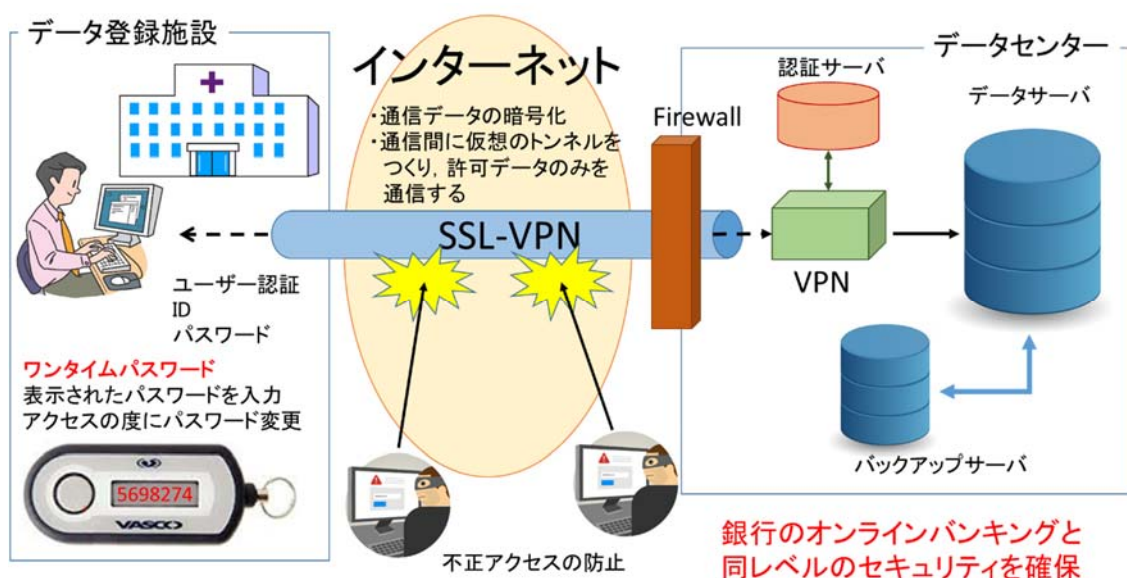 データ登録施設
インターネット
・通信データの暗号化
・通信間に仮想のトンネルを
つくり，許可データのみを
通信する
SSL-VPN
ユーザー認証
ID
パスワード
ワンタイムパスワード
表示されたパスワードを入力
アクセスの度にパスワード変更
5698274
VASCO
不正アクセスの防止
Firewall
データセンター
認証サーバ
データサーバ
VPN
バックアップサーバ
銀行のオンラインバンキングと
同レベルのセキュリティを確保